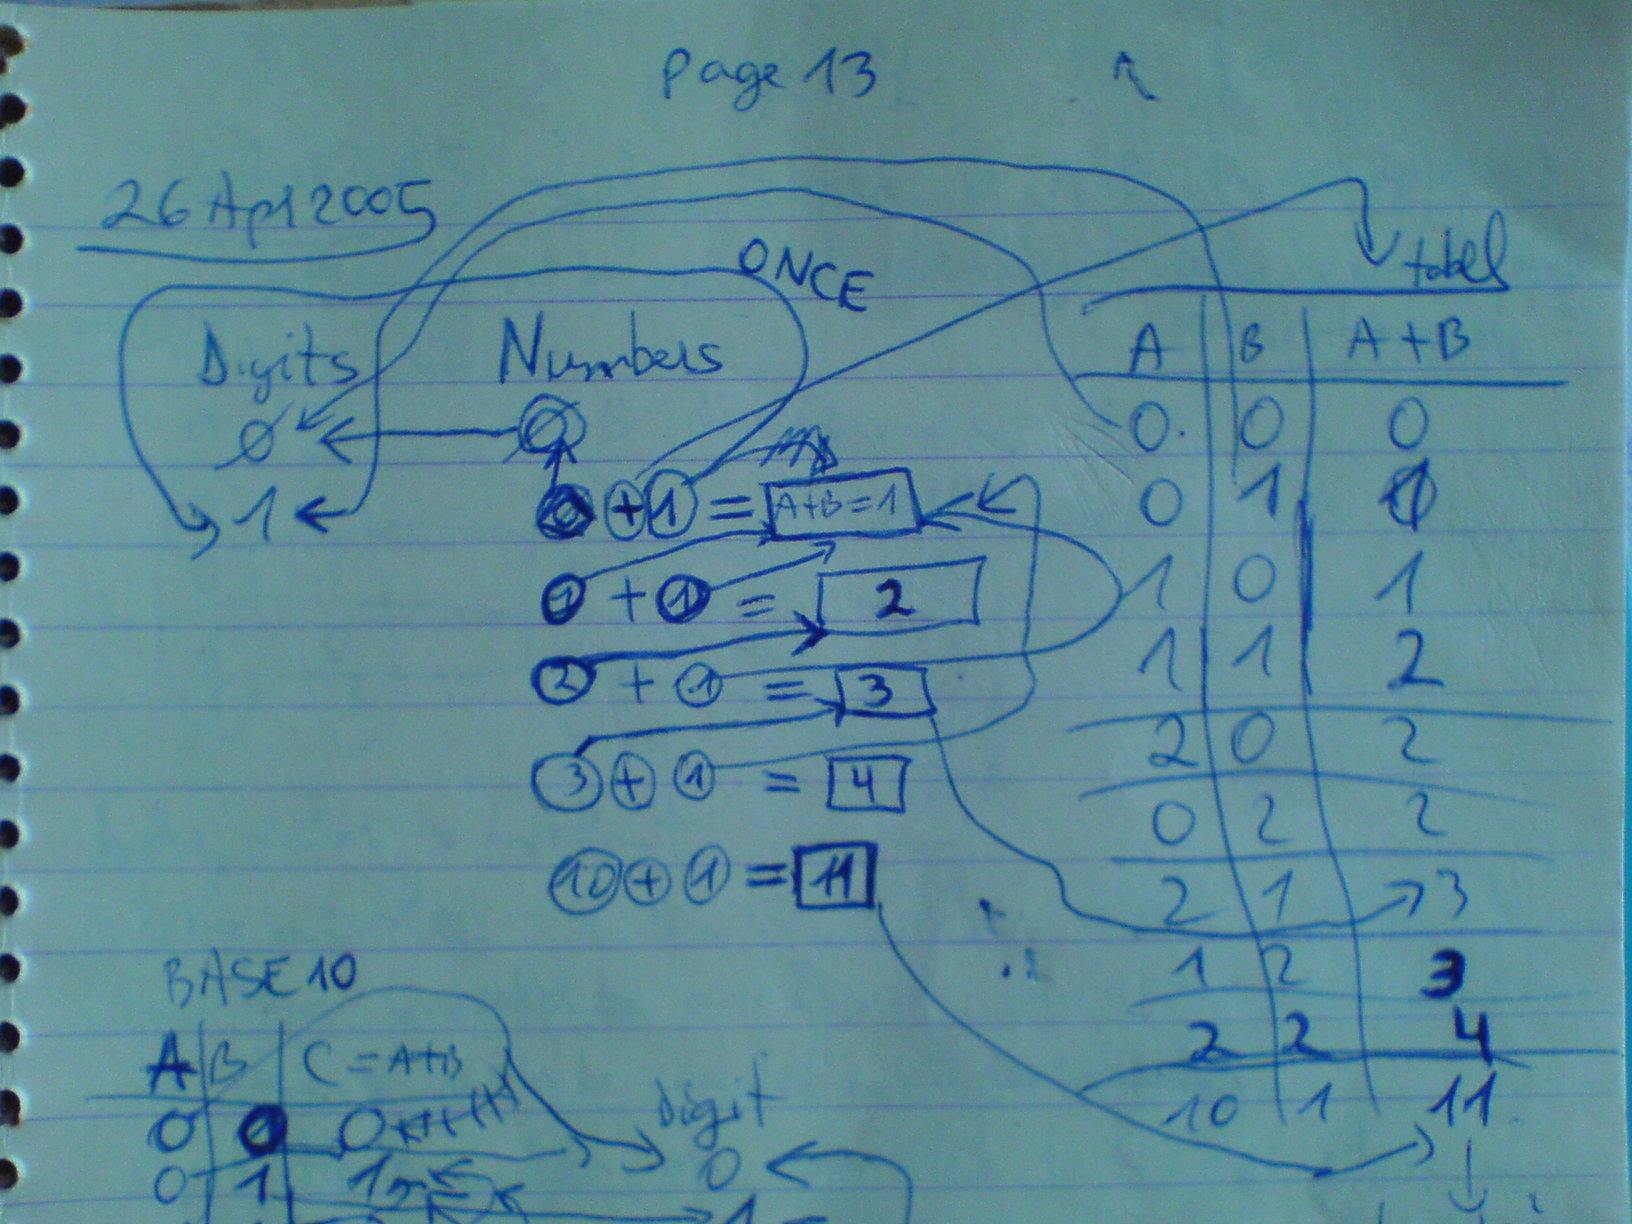 Page 13
26 Apr 2005
ONCE
tabel
Digits Numbers
A B A+B
0 0
0 0 0
1 0 + 1 = A+B=1
0 1 1
1 + 1 = 2
1 0 1
2 + 1 = 3
1 1 2
3 + 1 = 4
2 0 2
0 2 2
10 + 1 = 11
2 1 3
BASE 10
1 2 3
A B C = A+B
2 2 4
Digit
10 1 11
0 0 0
0
0 1 1
1